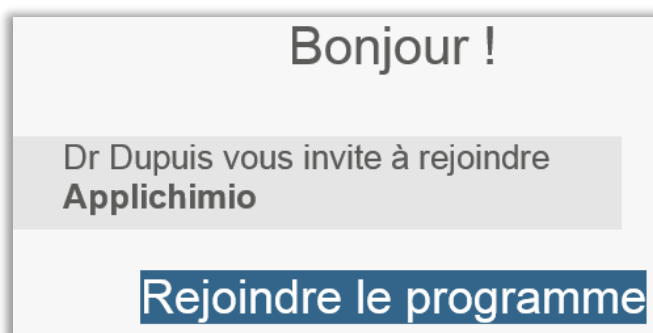 Bonjour !
Dr Dupuis vous invite à rejoindre
Applichimio
Rejoindre le programme